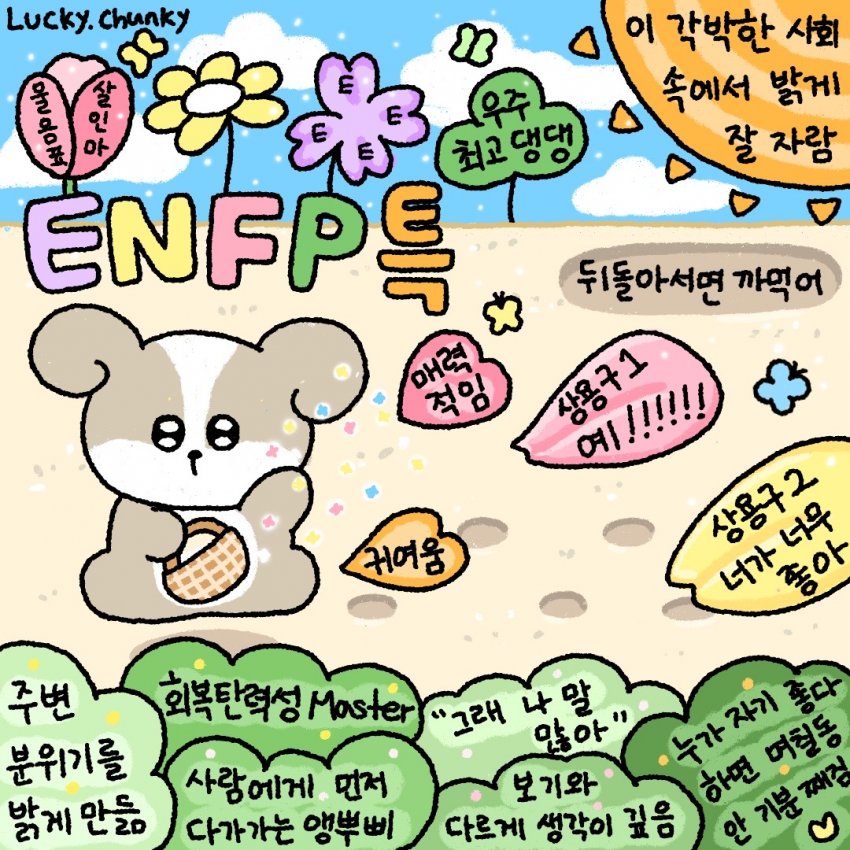 Lucky.chunky
물음표
살인마
E E E E
우주
최고 댕댕
이 각박한 사회
속에서 밝게
잘 자람
ENFP특
뒤돌아서면 까먹어
매력
적임
상용구1
예!!!!!!
상용구2
너가 너무
좋아
귀여움
주변
분위기를
밝게 만듦
회복탄력성 Master
"그래 나 말
많아"
누가 자기 좋다
하면 며칠동
안 기분 째짐
사람에게 먼저
다가가는 앵뿌삐
보기와
다르게 생각이 깊음